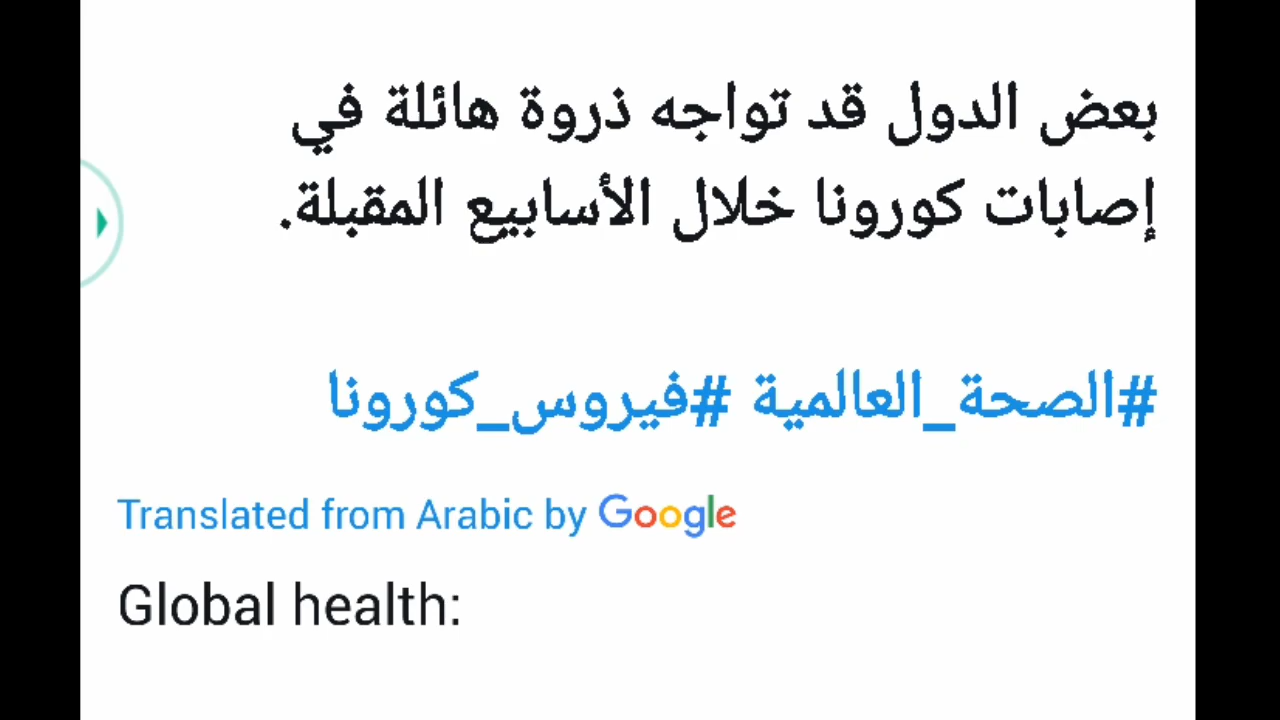 بعض الدول قد تواجه ذروة هائلة في
إصابات كورونا خلال الأسابيع المقبلة.
#الصحة_العالمية #فيروس_كورونا
Translated from Arabic by Google
Global health: